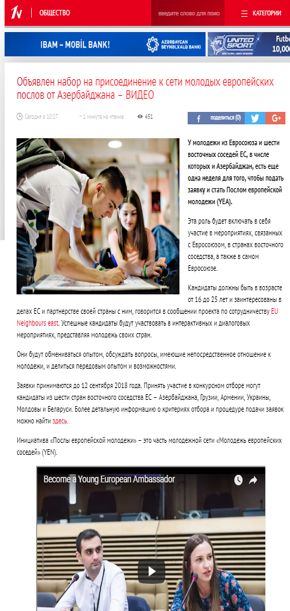 1v ОБЩЕСТВО введите слово для поиска КАТЕГОРИИ
IBAM – MOBİL BANK! AZƏRBAYCAN BEYNƏLXALQ BANKI UNITED SPORT Futbo 10,0
Объявлен набор на присоединение к сети молодых европейских
послов от Азербайджана – ВИДЕО
Сегодня в 10:27 ~ 1 минута на чтение 451 ПОДЕЛИТЬСЯ (0)
У молодежи из Евросоюза и шести
восточных соседей ЕС, в числе
которых и Азербайджан, есть еще
одна неделя для того, чтобы подать
заявку и стать Послом европейской
молодежи (YEA).
Эта роль будет включать в себя
участие в мероприятиях, связанных
с Евросоюзом, в странах восточного
соседства, а также в самом
Евросоюзе.
Кандидаты должны быть в возрасте
от 16 до 25 лет и заинтересованы в
делах ЕС и партнерстве своей страны с ним, говорится в сообщении проекта по сотрудничеству EU
Neighbours east. Успешные кандидаты будут участвовать в интерактивных и диалоговых
мероприятиях, представляя молодежь своих стран.
Они будут обмениваться опытом, обсуждать вопросы, имеющие непосредственное отношение к
молодежи, и делиться передовым опытом и возможностями.
Заявки принимаются до 12 сентября 2018 года. Принять участие в конкурсном отборе могут
кандидаты из шести стран восточного соседства ЕС – Азербайджана, Грузии, Армении, Украины,
Молдовы и Беларуси. Более детальную информацию о критериях отбора и процедуре подачи заявок
можно найти здесь.
Инициатива «Послы европейской молодежи» – это часть молодежной сети «Молодежь европейских
соседей» (YEN).
Become a Young European Ambassador